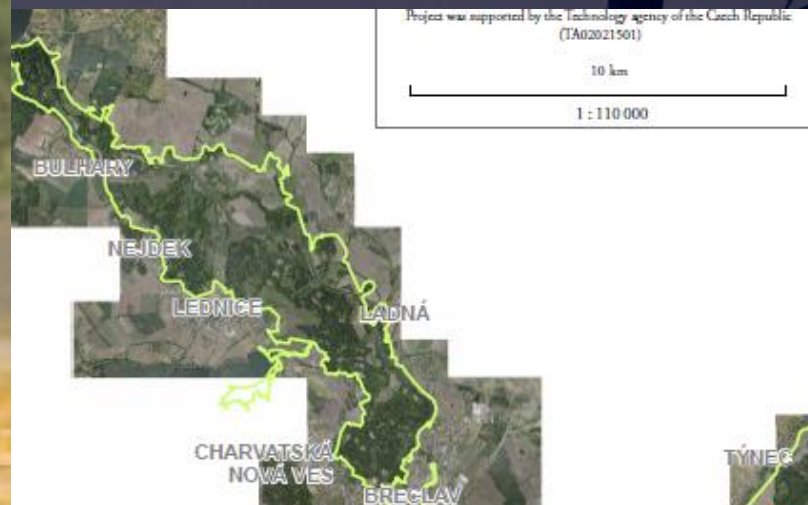 Project was supported by the Technology agency of the Czech Republic
(TA02021501)
10 km
1 : 110 000
BULHARY
NEJDEK
LEDNICE
LADNÁ
CHARVATSKÁ
NOVÁ VES
TÝNEC
BŘECLAV